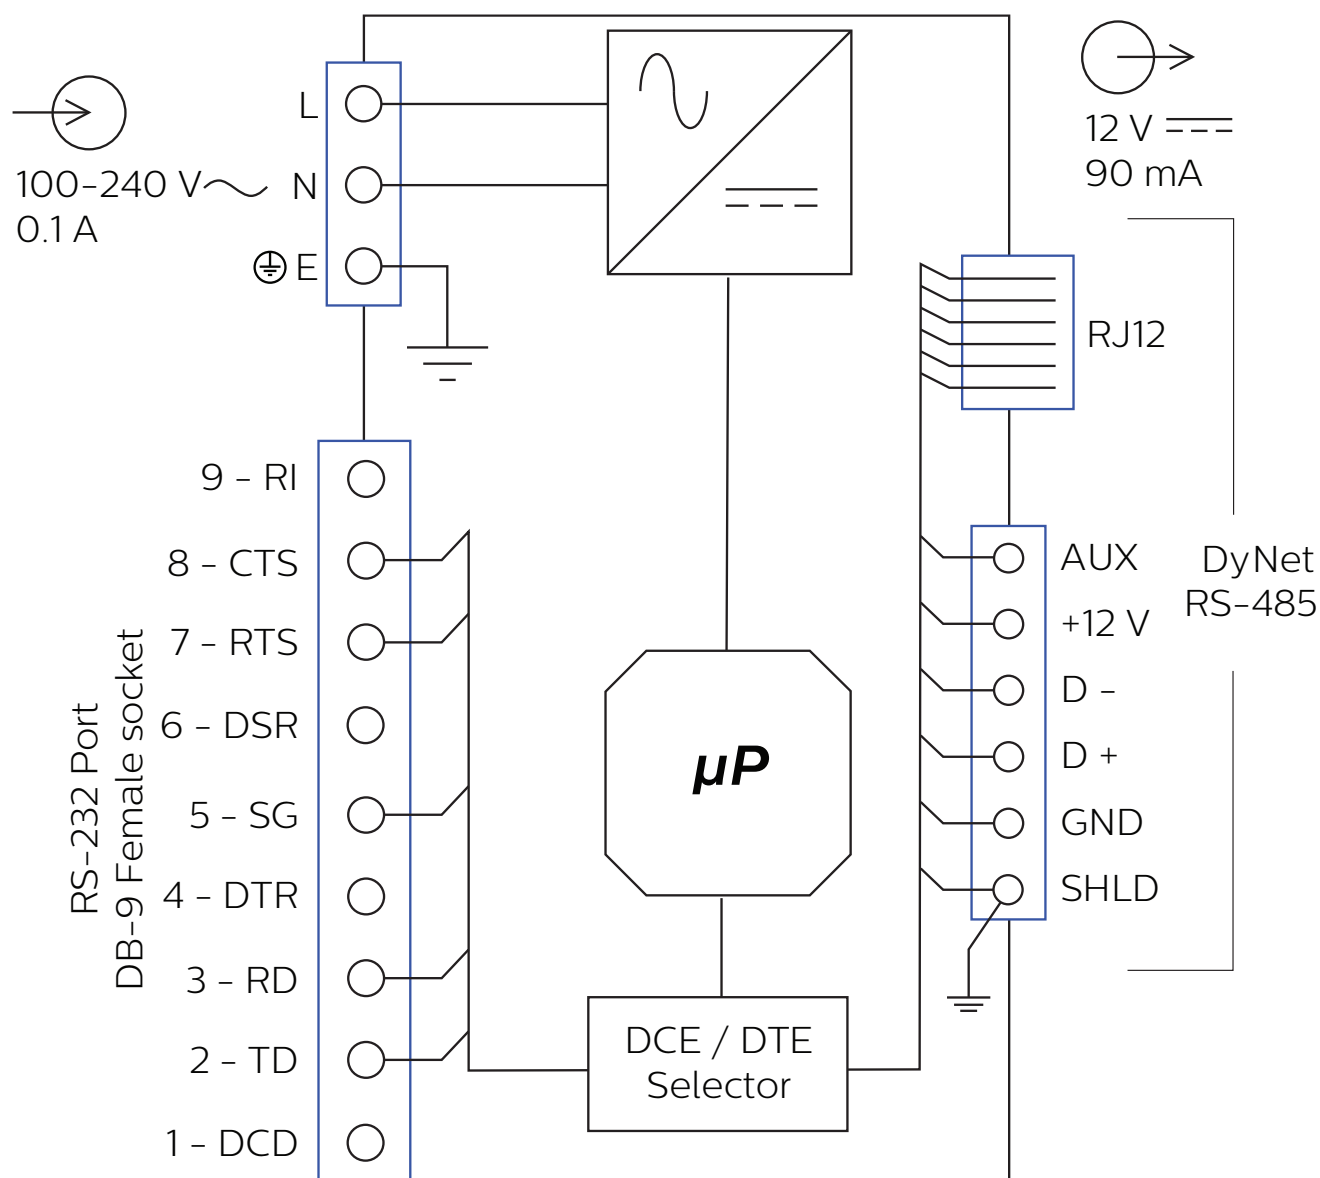 L
100-240 V
0.1 A
N
E
12 V
90 mA
RJ12
9 - RI
8 - CTS
7 - RTS
6 - DSR
5 - SG
4 - DTR
3 - RD
2 - TD
1 - DCD
RS-232 Port
DB-9 Female socket
µP
DCE / DTE
Selector
AUX
+12 V
D -
D +
GND
SHLD
DyNet
RS-485